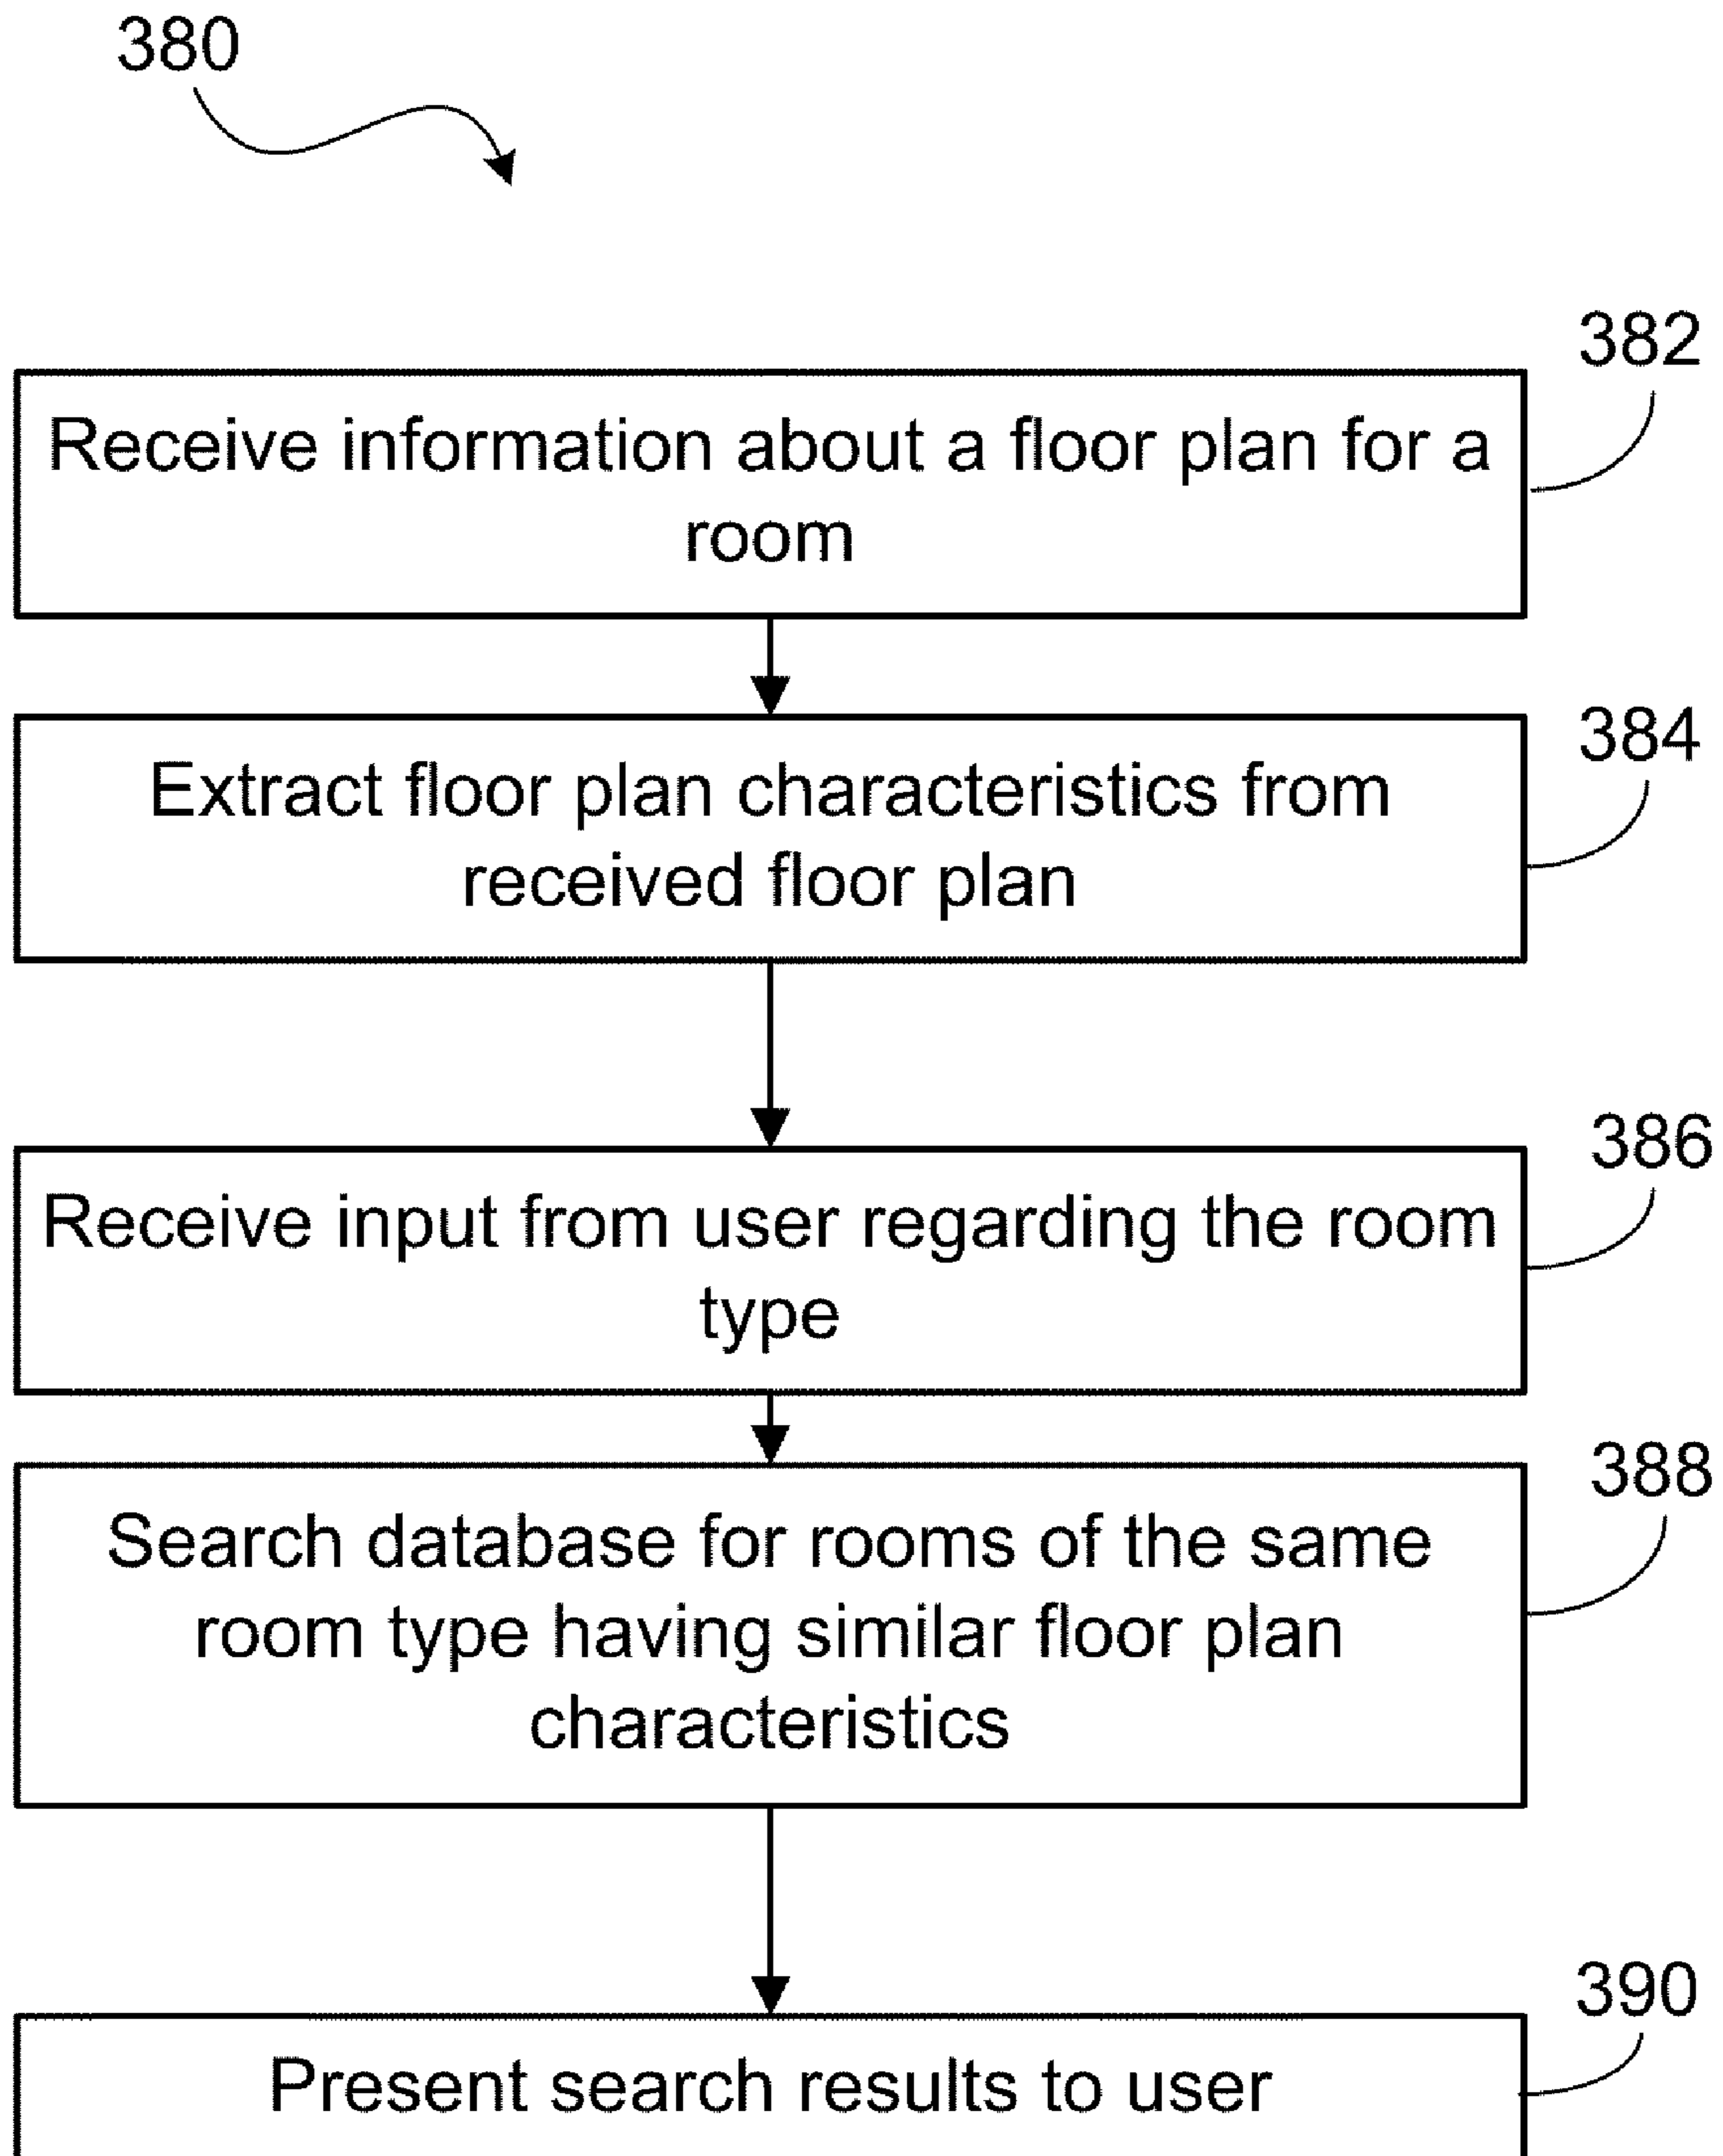 380
382
Receive information about a floor plan for a
room
384
Extract floor plan characteristics from
received floor plan
386
Receive input from user regarding the room
type
388
Search database for rooms of the same
room type having similar floor plan
characteristics
390
Present search results to user